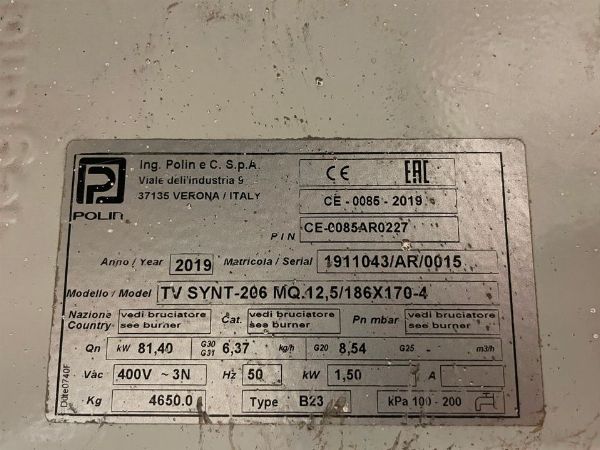 Ing. Polin e C. S.p.A.
Viale dell'industria 9
37135 VERONA / ITALY
POLIN
CE EAC
CE - 0085 - 2019
PIN CE-0085AR0227
Anno / Year 2019 Matricola / Serial 1911043/AR/0015
Modello / Model TV SYNT-206 MQ.12,5/186X170-4
Nazione Country vedi bruciatore see burner Cat. vedi bruciatore see burner Pn mbar vedi bruciatore see burner
Qn kW 81,40 G30 G31 6,37 kg/h G20 8,54 G25 - m3/h
Vac 400V ~ 3N Hz 50 kW 1,50 A
Kg 4650.0 Type B23 kPa 100 - 200